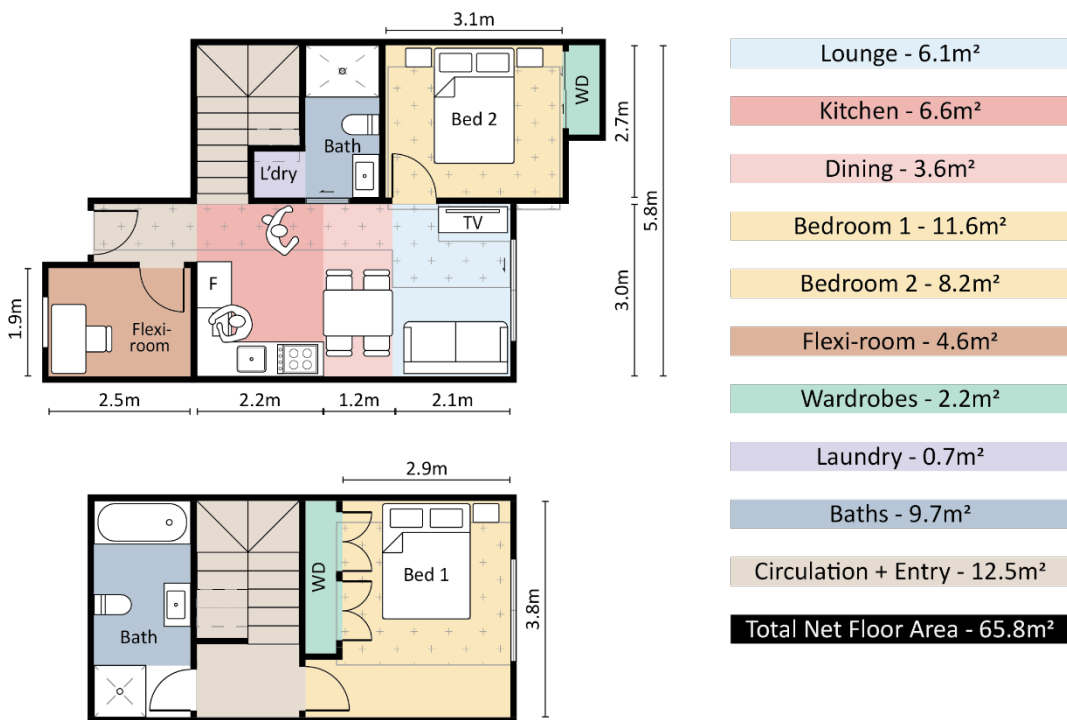 3.1m
Bed 2
WD
2.7m
Bath
L'dry
5.8m
TV
3.0m
F
1.9m
Flexi-
room
2.5m
2.2m
1.2m
2.1m
2.9m
WD
Bed 1
3.8m
Bath
Lounge - 6.1m²
Kitchen - 6.6m²
Dining - 3.6m²
Bedroom 1 - 11.6m²
Bedroom 2 - 8.2m²
Flexi-room - 4.6m²
Wardrobes - 2.2m²
Laundry - 0.7m²
Baths - 9.7m²
Circulation + Entry - 12.5m²
Total Net Floor Area - 65.8m²